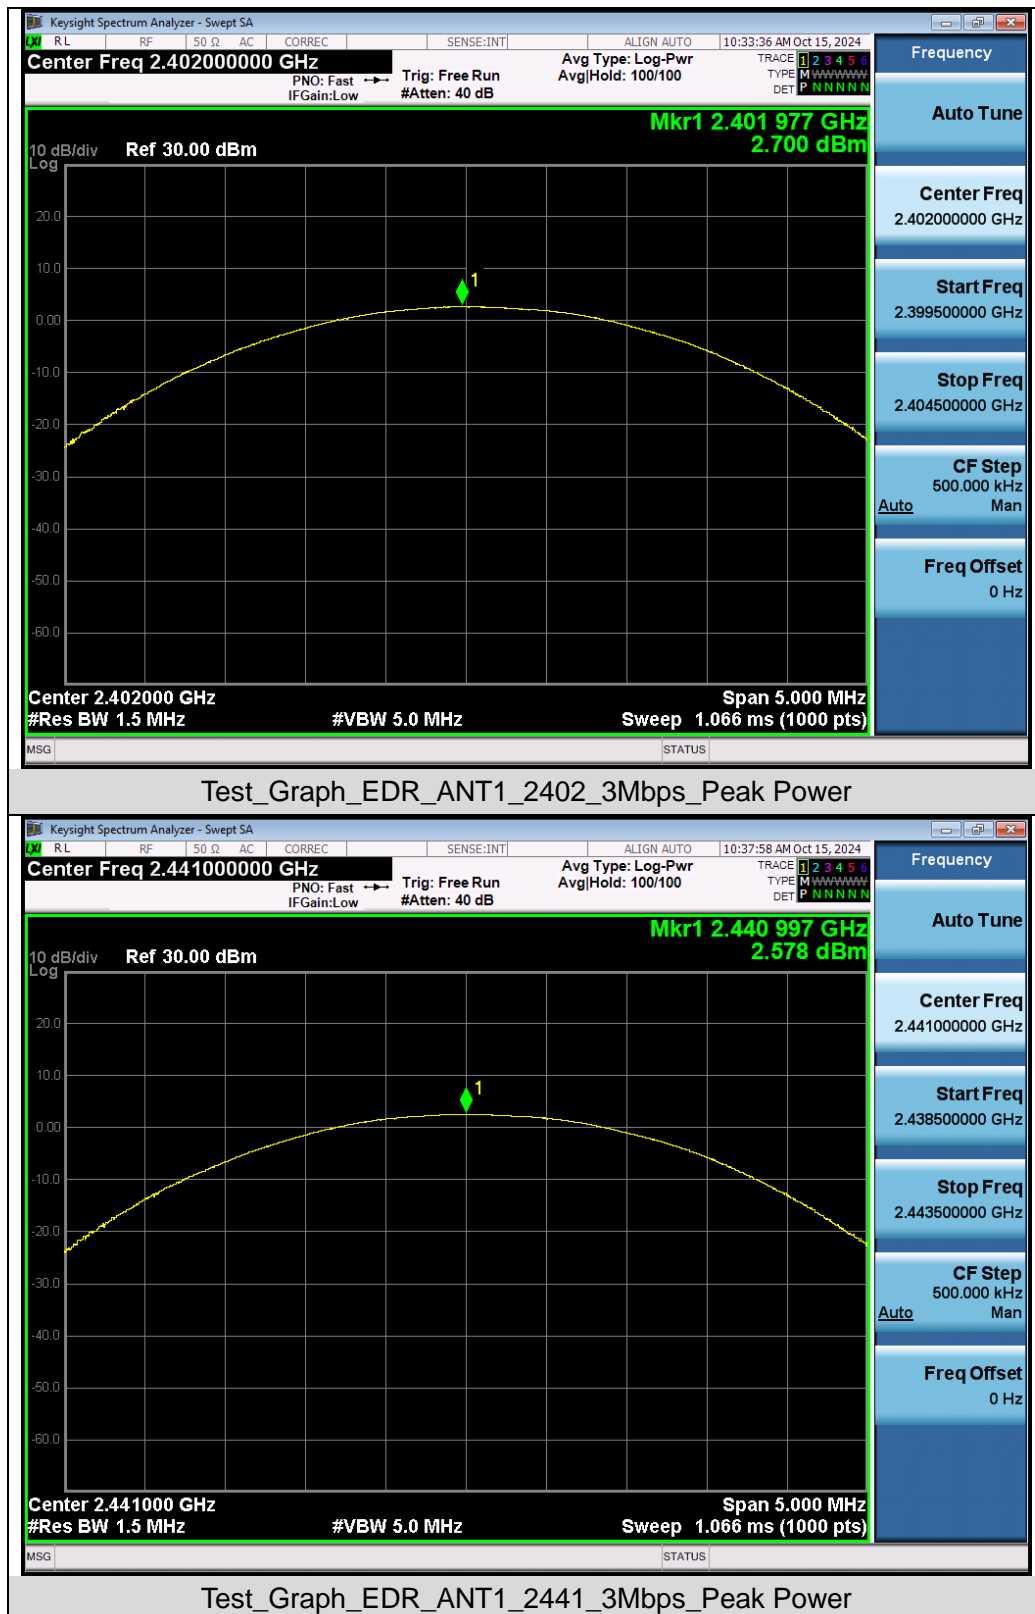 Keysight Spectrum Analyzer - Swept SA
LXI RL RF 50 Ω AC CORREC SENSE:INT ALIGN AUTO 10:33:36 AM Oct 15, 2024
Center Freq 2.402000000 GHz
PNO: Fast
IFGain:Low
Trig: Free Run
#Atten: 40 dB
Avg Type: Log-Pwr
Avg|Hold: 100/100
TRACE 1 2 3 4 5 6
TYPE M WWWWW
DET P N N N N N
Mkr1 2.401 977 GHz
2.700 dBm
10 dB/div Ref 30.00 dBm
Log
20.0
10.0
1
0.00
-10.0
-20.0
-30.0
-40.0
-50.0
-60.0
Center 2.402000 GHz Span 5.000 MHz
#Res BW 1.5 MHz #VBW 5.0 MHz Sweep 1.066 ms (1000 pts)
MSG STATUS
Frequency
Auto Tune
Center Freq
2.402000000 GHz
Start Freq
2.399500000 GHz
Stop Freq
2.404500000 GHz
CF Step
500.000 kHz
Auto Man
Freq Offset
0 Hz
Test_Graph_EDR_ANT1_2402_3Mbps_Peak Power
Keysight Spectrum Analyzer - Swept SA
LXI RL RF 50 Ω AC CORREC SENSE:INT ALIGN AUTO 10:37:58 AM Oct 15, 2024
Center Freq 2.441000000 GHz
PNO: Fast
IFGain:Low
Trig: Free Run
#Atten: 40 dB
Avg Type: Log-Pwr
Avg|Hold: 100/100
TRACE 1 2 3 4 5 6
TYPE M WWWWW
DET P N N N N N
Mkr1 2.440 997 GHz
2.578 dBm
10 dB/div Ref 30.00 dBm
Log
20.0
10.0
1
0.00
-10.0
-20.0
-30.0
-40.0
-50.0
-60.0
Center 2.441000 GHz Span 5.000 MHz
#Res BW 1.5 MHz #VBW 5.0 MHz Sweep 1.066 ms (1000 pts)
MSG STATUS
Frequency
Auto Tune
Center Freq
2.441000000 GHz
Start Freq
2.438500000 GHz
Stop Freq
2.443500000 GHz
CF Step
500.000 kHz
Auto Man
Freq Offset
0 Hz
Test_Graph_EDR_ANT1_2441_3Mbps_Peak Power